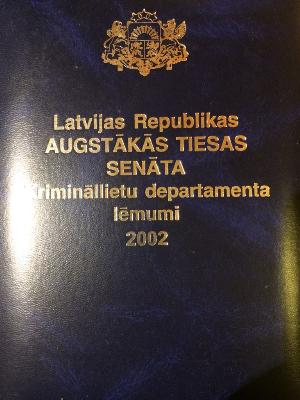 Latvijas Republikas
AUGSTĀKĀS TIESAS
SENĀTA
Krimināllietu departamenta
lēmumi
2002